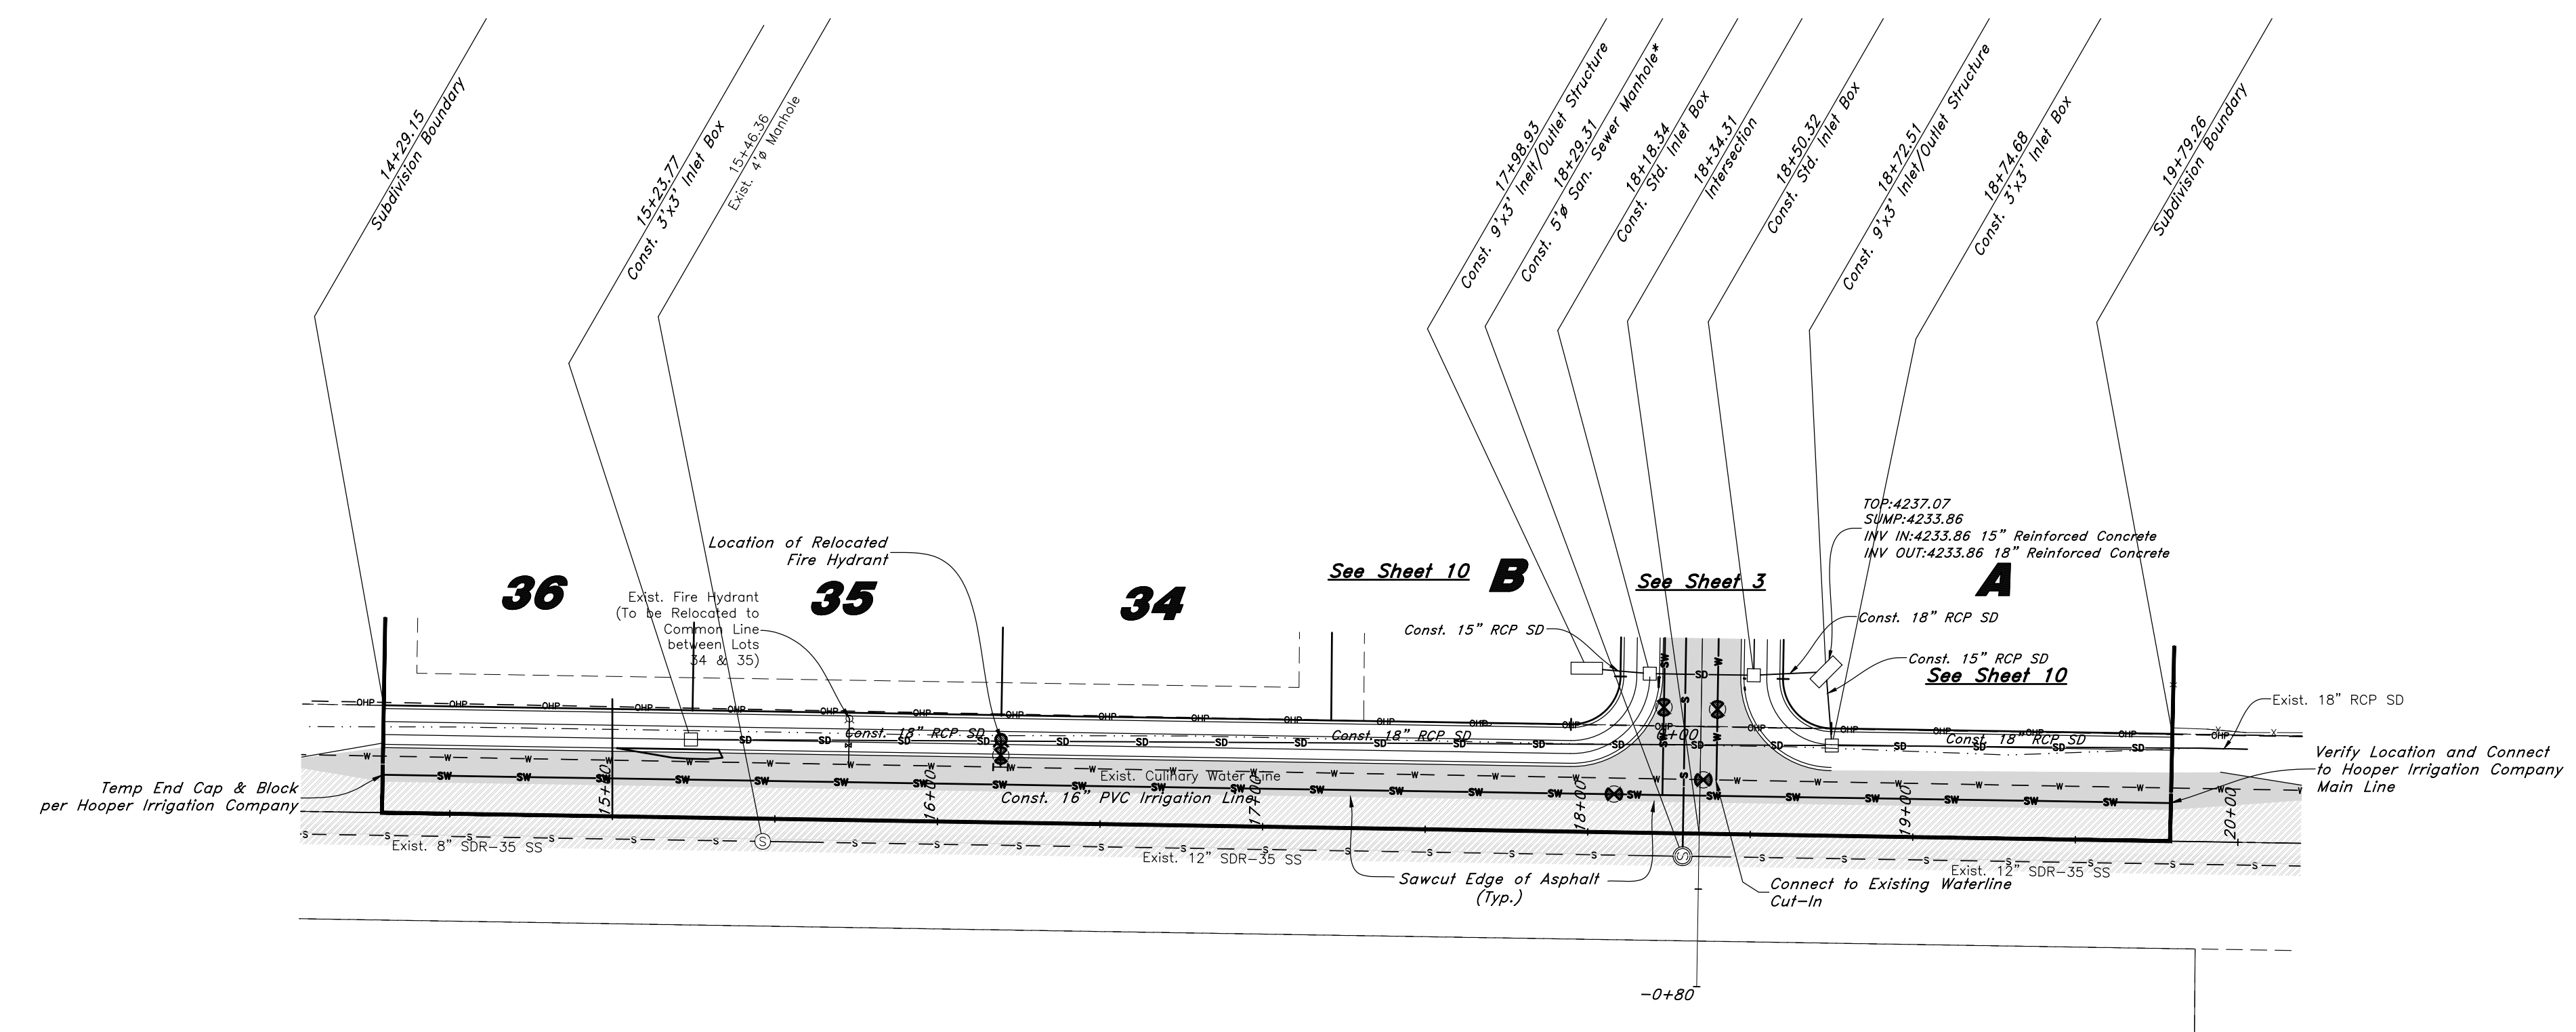 14+29.15
Subdivision Boundary
15+23.77
Const. 3'x3' Inlet Box
15+46.36
Exist. 4'ø Manhole
17+98.93
Const. 9'x3' Inelt/Outlet Structure
18+29.31
Const. 5'ø San. Sewer Manhole*
18+18.34
Const. Std. Inlet Box
18+34.31
Intersection
18+50.32
Const. Std. Inlet Box
18+72.51
Const. 9'x3' Inlet/Outlet Structure
18+74.68
Const. 3'x3' Inlet Box
19+79.26
Subdivision Boundary
TOP:4237.07
SUMP:4233.86
INV IN:4233.86 15" Reinforced Concrete
INV OUT:4233.86 18" Reinforced Concrete
Location of Relocated
Fire Hydrant
36
35
34
See Sheet 10
B
See Sheet 3
A
Exist. Fire Hydrant
(To be Relocated to
Common Line
between Lots
34 & 35)
Const. 15" RCP SD
Const. 18" RCP SD
Const. 15" RCP SD
See Sheet 10
Exist. 18" RCP SD
Const. 18" RCP SD
Const. 18" RCP SD
0+00
Const. 18" RCP SD
Verify Location and Connect
to Hooper Irrigation Company
Main Line
Temp End Cap & Block
per Hooper Irrigation Company
Exist. Culinary Water Line
Const. 16" PVC Irrigation Line
15+00
16+00
17+00
18+00
19+00
20+00
Exist. 8" SDR-35 SS
Exist. 12" SDR-35 SS
Exist. 12" SDR-35 SS
Sawcut Edge of Asphalt
(Typ.)
Connect to Existing Waterline
Cut-In
-0+80